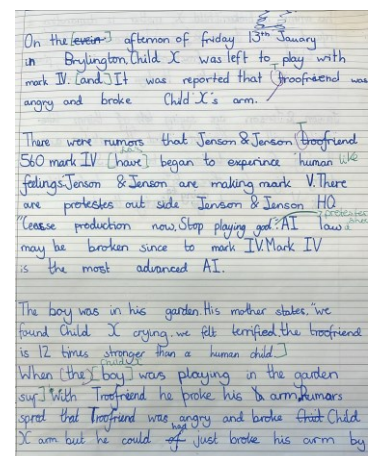 On the [evein] afternon of friday 13th January
in Brylington, Child X was left to play with
mark IV. [and] It was reported that Troofriend was
angry and broke Child X's arm.
There were rumors that Jenson & Jenson Troofriend
560 mark IV [have] has began to experince human like
feelings. Jenson & Jenson are making mark V. There
are protestes out side Jenson & Jenson HQ
"Cease production now, Stop playing god." AI law
protester
may be broken since to mark IV. Mark IV
is the most advanced AI.
The boy was in his garden. His mother states, "we
found Child X crying. we felt terrified. the troofriend
is 12 times stronger than a human child.]
When [the] [boy] was playing in the garden
With Troofriend he broke his arm, rumors
spred that Troofriend was angry and broke Child
X arm but he could just broke his arm by